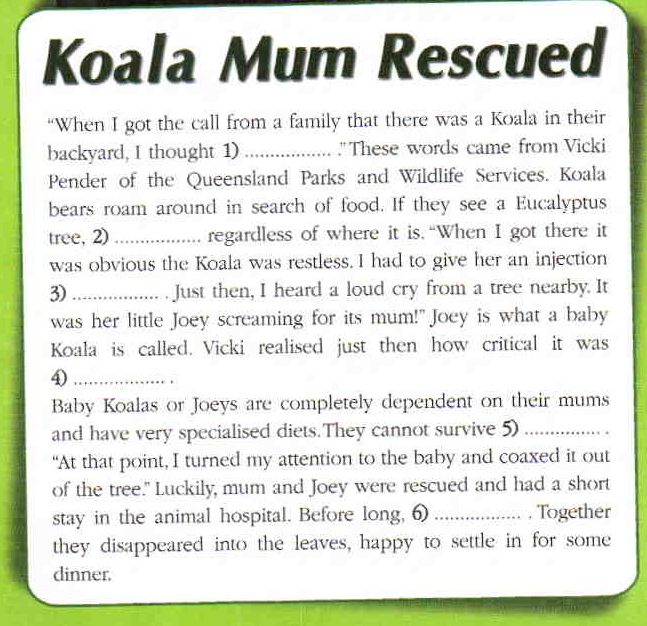 Koala Mum Rescued
“When I got the call from a family that there was a Koala in their
backyard, I thought 1) ................. .” These words came from Vicki
Pender of the Queensland Parks and Wildlife Services. Koala
bears roam around in search of food. If they see a Eucalyptus
tree, 2) ................. regardless of where it is. “When I got there it
was obvious the Koala was restless. I had to give her an injection
3) ................. . Just then, I heard a loud cry from a tree nearby. It
was her little Joey screaming for its mum!” Joey is what a baby
Koala is called. Vicki realised just then how critical it was
4) .................. .
Baby Koalas or Joeys are completely dependent on their mums
and have very specialised diets. They cannot survive 5) ............... .
“At that point, I turned my attention to the baby and coaxed it out
of the tree.” Luckily, mum and Joey were rescued and had a short
stay in the animal hospital. Before long, 6) ................. . Together
they disappeared into the leaves, happy to settle in for some
dinner.